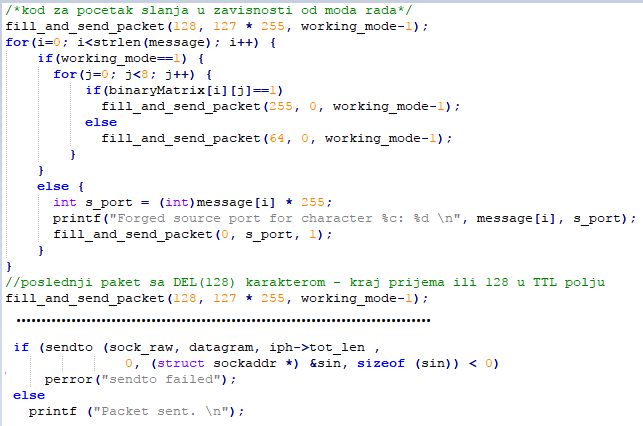 /*kod za pocetak slanja u zavisnosti od moda rada*/
fill_and_send_packet(128, 127 * 255, working_mode-1);
for(i=0; i<strlen(message); i++) {
    if(working_mode==1) {
      for(j=0; j<8; j++) {
          if(binaryMatrix[i][j]==1)
            fill_and_send_packet(255, 0, working_mode-1);
          else
            fill_and_send_packet(64, 0, working_mode-1);
        }
    }
    else {
      int s_port = (int)message[i] * 255;
      printf("Forged source port for character %c: %d \n", message[i], s_port);
      fill_and_send_packet(0, s_port, 1);
    }
}
//poslednji paket sa DEL(128) karakterom - kraj prijema ili 128 u TTL polju
fill_and_send_packet(128, 127 * 255, working_mode-1);
...................................................................................
 if (sendto (sock_raw, datagram, iph->tot_len ,
               0, (struct sockaddr *) &sin, sizeof (sin)) < 0)
     perror("sendto failed");
 else
   printf ("Packet sent. \n");